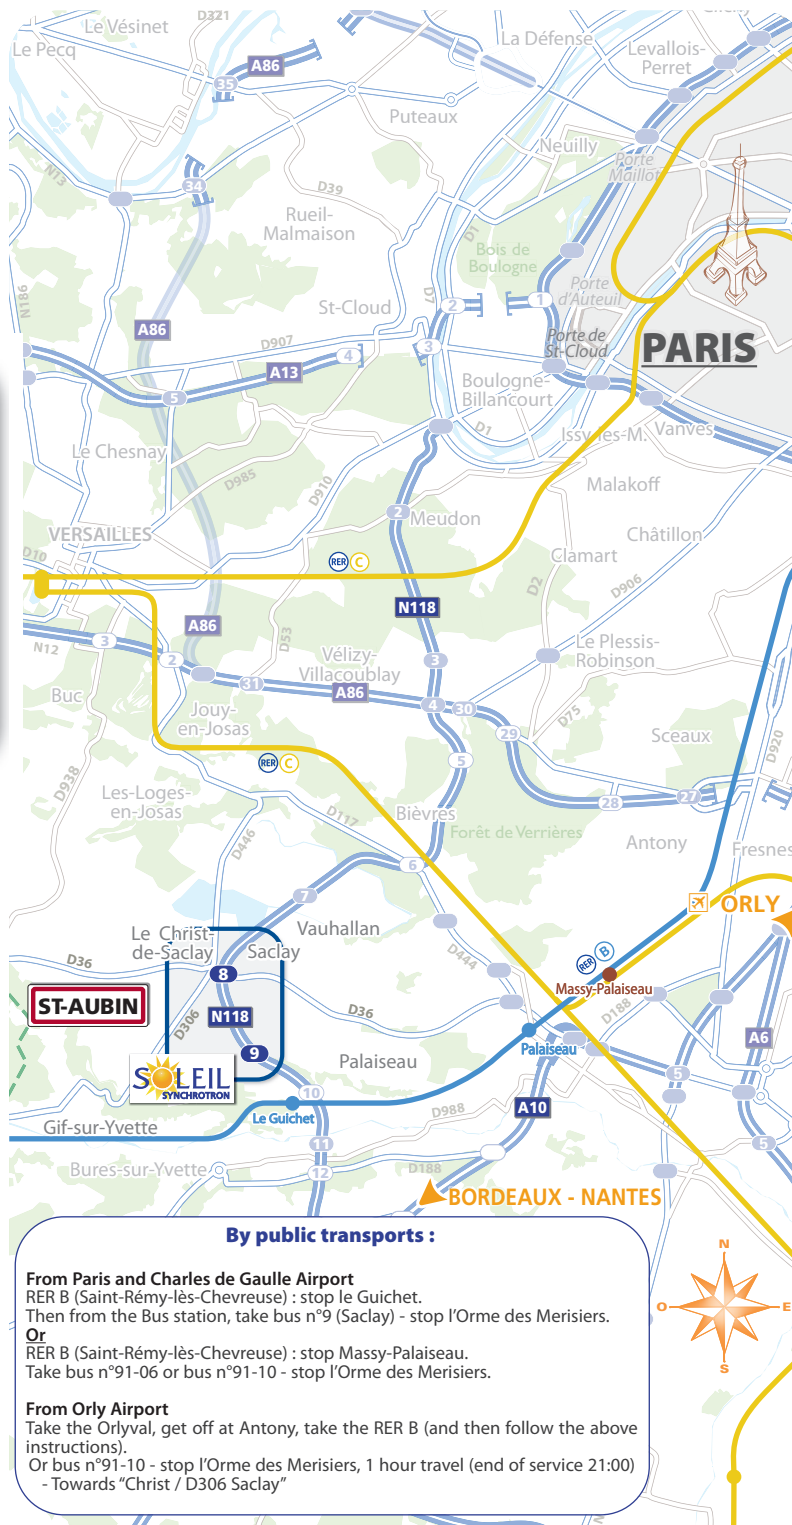 Clichy
D321
Le Vésinet
La Défense
Le Pecq
Levallois-
Perret
A86
35
Puteaux
Neuilly
Porte
Maillot
N13
34
D39
Rueil-
Malmaison
D1
Bois de
Boulogne
Porte
d'Auteuil
N186
D7
St-Cloud
2
1
A86
D907
3
4
Porte de
St-Cloud
PARIS
A13
5
Boulogne
Billancourt
D1
Issy-les-M.
Vanves
Le Chesnay
D985
D910
Malakoff
2
Meudon
VERSAILLES
Châtillon
D10
Clamart
RER C
D2
D906
N118
A86
D53
N12
3
2
Vélizy-
Villacoublay
3
Le Plessis-
Robinson
31
A86
4
30
Buc
Jouy-
en-Josas
D75
29
Sceaux
D920
RER C
5
D938
Les-Loges-
en-Josas
28
27
D117
Bièvres
D446
Forêt de Verrières
Antony
Fresnes
6
7
ORLY
Le Christ-
de-Saclay
Saclay
Vauhallan
D36
D444
RER B
8
Massy-Palaiseau
ST-AUBIN
D306
N118
D36
D188
9
Palaiseau
Palaiseau
A6
SOLEIL
SYNCHROTRON
5
10
Le Guichet
D988
A10
Gif-sur-Yvette
11
5
Bures-sur-Yvette
12
D188
BORDEAUX - NANTES
By public transports :
From Paris and Charles de Gaulle Airport
RER B (Saint-Rémy-lès-Chevreuse) : stop le Guichet.
Then from the Bus station, take bus n°9 (Saclay) - stop l'Orme des Merisiers.
Or
RER B (Saint-Rémy-lès-Chevreuse) : stop Massy-Palaiseau.
Take bus n°91-06 or bus n°91-10 - stop l'Orme des Merisiers.
From Orly Airport
Take the Orlyval, get off at Antony, take the RER B (and then follow the above
instructions).
Or bus n°91-10 - stop l'Orme des Merisiers, 1 hour travel (end of service 21:00)
- Towards “Christ / D306 Saclay”
N
O
E
S